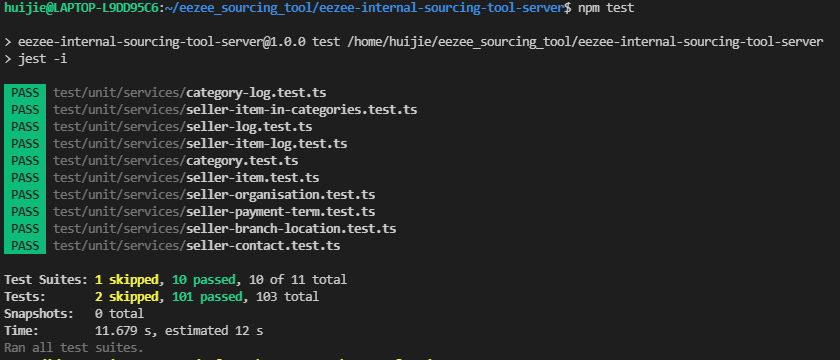 huijie@LAPTOP-L9DD95C6:~/eezee_sourcing_tool/eezee-internal-sourcing-tool-server$ npm test
> eezee-internal-sourcing-tool-server@1.0.0 test /home/huijie/eezee_sourcing_tool/eezee-internal-sourcing-tool-server
> jest -i
PASS test/unit/services/category-log.test.ts
PASS test/unit/services/seller-item-in-categories.test.ts
PASS test/unit/services/seller-log.test.ts
PASS test/unit/services/seller-item-log.test.ts
PASS test/unit/services/category.test.ts
PASS test/unit/services/seller-item.test.ts
PASS test/unit/services/seller-organisation.test.ts
PASS test/unit/services/seller-payment-term.test.ts
PASS test/unit/services/seller-branch-location.test.ts
PASS test/unit/services/seller-contact.test.ts
Test Suites: 1 skipped, 10 passed, 10 of 11 total
Tests: 2 skipped, 101 passed, 103 total
Snapshots: 0 total
Time: 11.679 s, estimated 12 s
Ran all test suites.